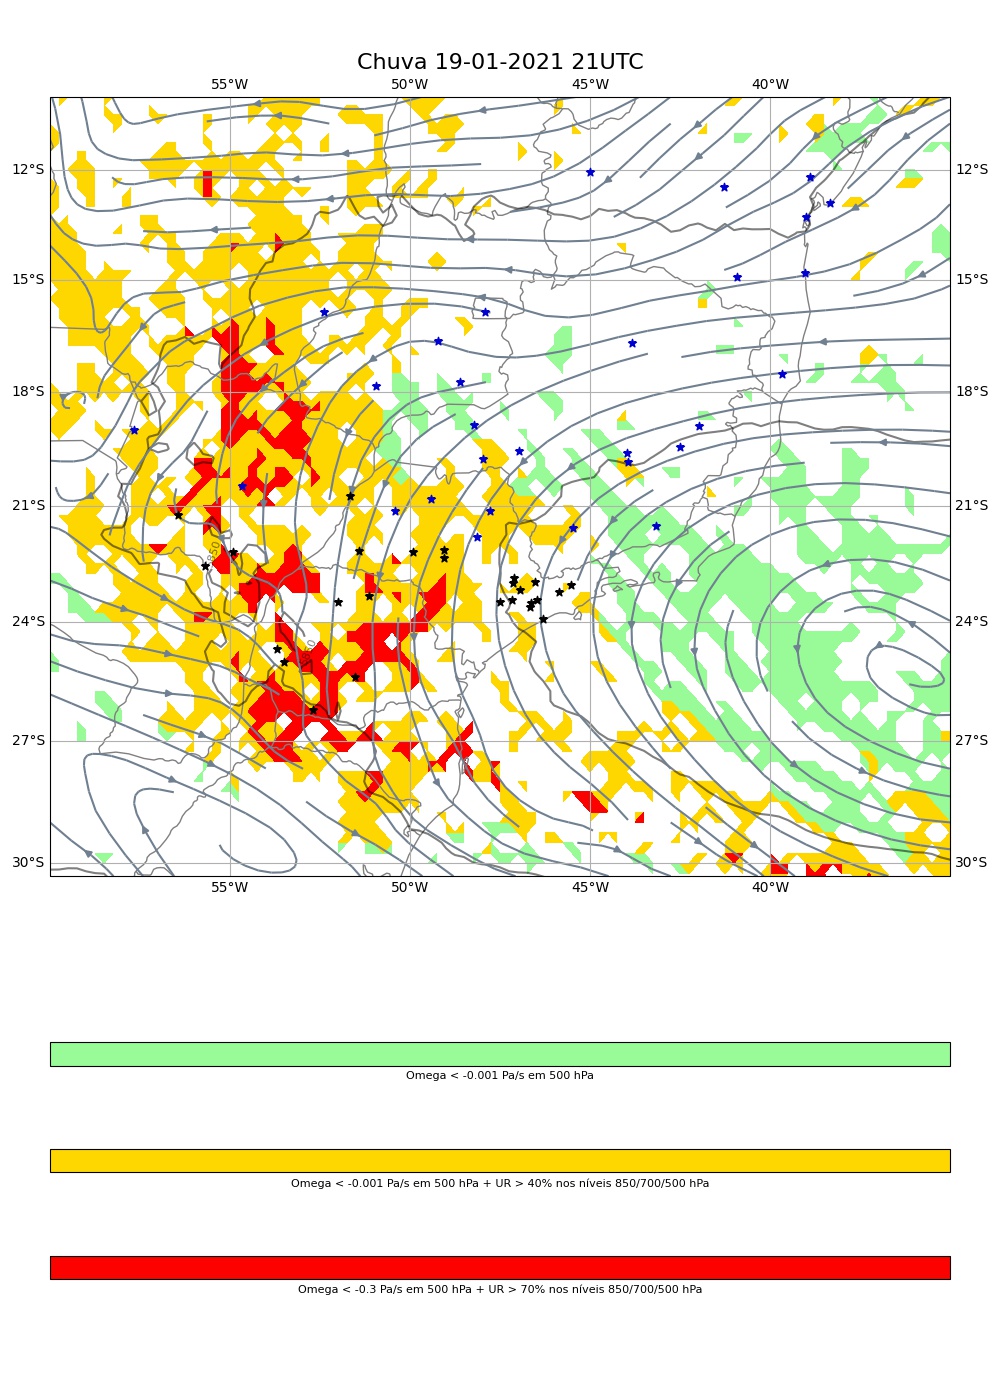 Chuva 19-01-2021 21UTC
55°W 50°W 45°W 40°W
12°S 12°S
15°S 15°S
18°S 18°S
21°S 21°S
850
24°S 24°S
27°S 27°S
30°S 30°S
55°W 50°W 45°W 40°W
Omega < -0.001 Pa/s em 500 hPa
Omega < -0.001 Pa/s em 500 hPa + UR > 40% nos níveis 850/700/500 hPa
Omega < -0.3 Pa/s em 500 hPa + UR > 70% nos níveis 850/700/500 hPa